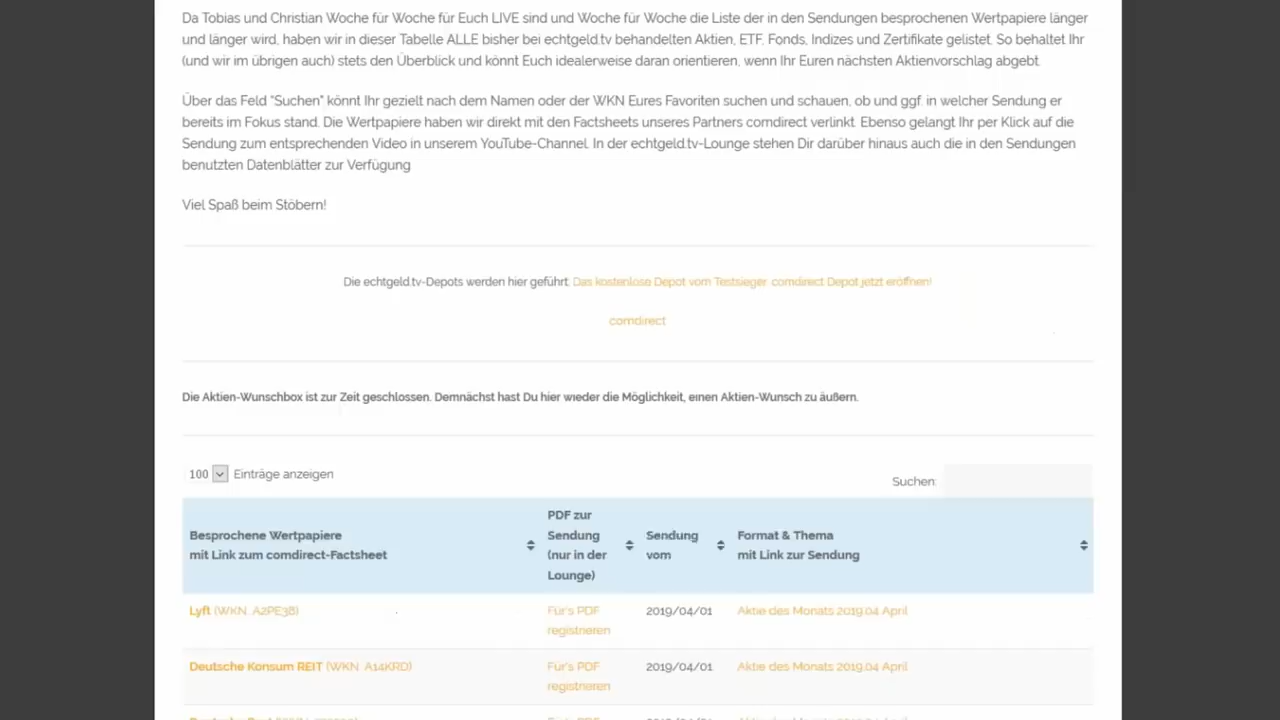 Da Tobias und Christian Woche für Woche für Euch LIVE sind und Woche für Woche die Liste der in den Sendungen besprochenen Wertpapiere länger
und länger wird, haben wir in dieser Tabelle ALLE bisher bei echtgeld.tv behandelten Aktien, ETF, Fonds, Indizes und Zertifikate gelistet. So behaltet Ihr
(und wir im übrigen auch) stets den Überblick und könnt Euch idealerweise daran orientieren, wenn Ihr Euren nächsten Aktienvorschlag abgebt.
Über das Feld "Suchen" könnt Ihr gezielt nach dem Namen oder der WKN Eures Favoriten suchen und schauen, ob und ggf. in welcher Sendung er
bereits im Fokus stand. Die Wertpapiere haben wir direkt mit den Factsheets unseres Partners comdirect verlinkt. Ebenso gelangt Ihr per Klick auf die
Sendung zum entsprechenden Video in unserem YouTube-Channel. In der echtgeld.tv-Lounge stehen Dir darüber hinaus auch die in den Sendungen
benutzten Datenblätter zur Verfügung
Viel Spaß beim Stöbern!
Die echtgeld.tv-Depots werden hier geführt: Das kostenlose Depot vom Testsieger: comdirect Depot jetzt eröffnen!
comdirect
Die Aktien-Wunschbox ist zur Zeit geschlossen. Demnächst hast Du hier wieder die Möglichkeit, einen Aktien-Wunsch zu äußern.
100 Einträge anzeigen
Suchen:
Besprochene Wertpapiere
mit Link zum comdirect-Factsheet
PDF zur
Sendung
(nur in der
Lounge)
Sendung
vom
Format & Thema
mit Link zur Sendung
Lyft (WKN: A2PE38) Für's PDF 2019/04/01 Aktie des Monats 2019.04 April
registrieren
Deutsche Konsum REIT (WKN: A14KRD) Für's PDF 2019/04/01 Aktie des Monats 2019.04 April
registrieren